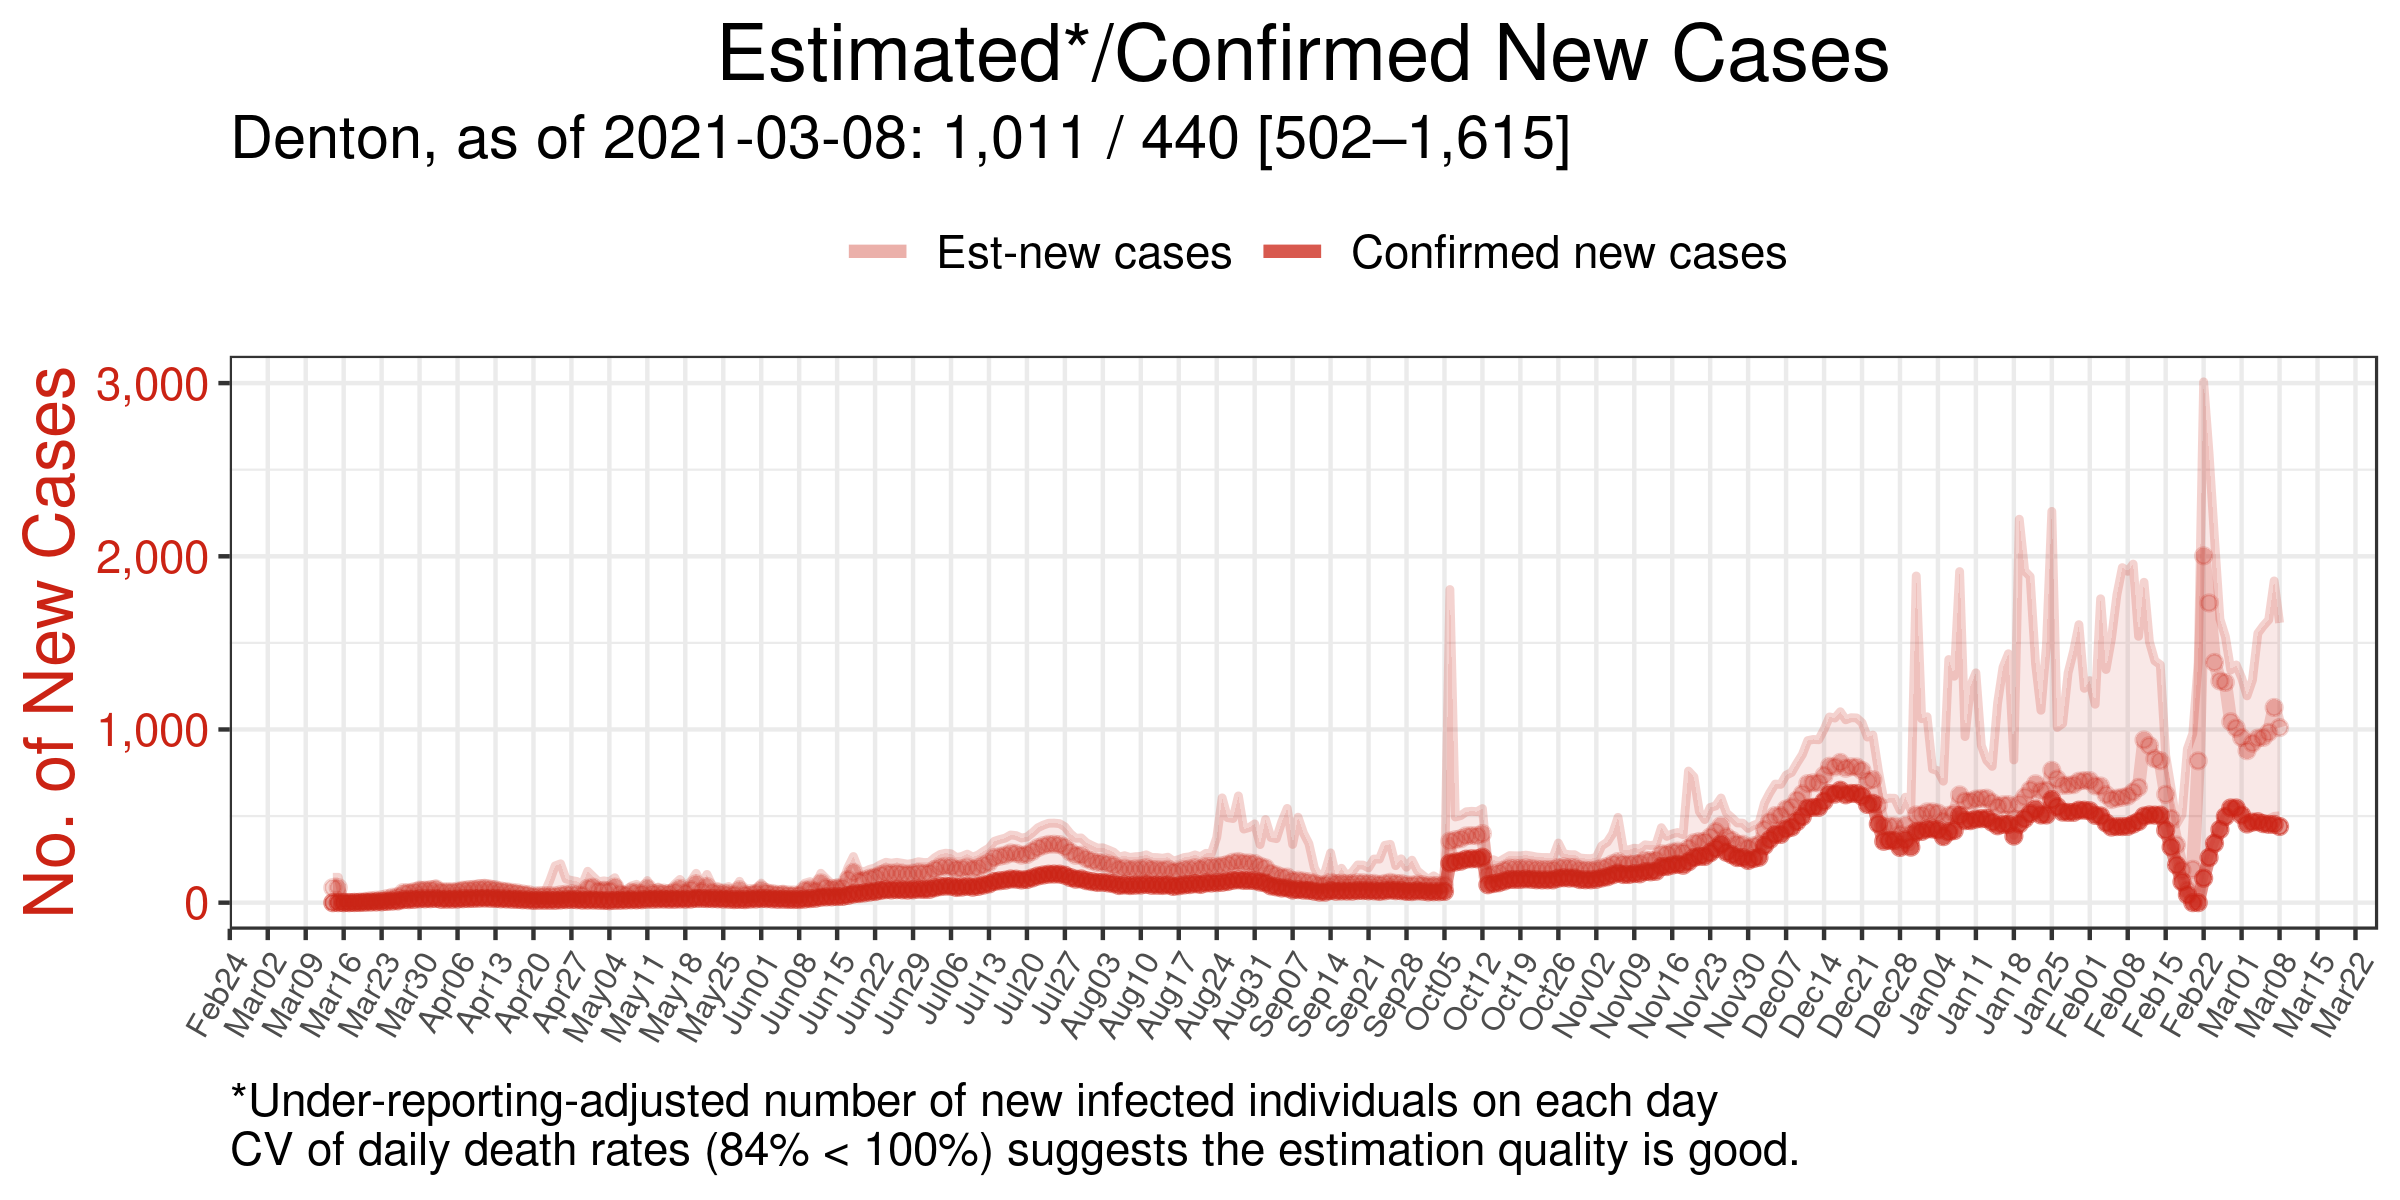 Estimated*/Confirmed New Cases
Denton, as of 2021-03-08: 1,011 / 440 [502–1,615]
Est-new cases Confirmed new cases
No. of New Cases
3,000
2,000
1,000
0
Feb24 Mar02 Mar09 Mar16 Mar23 Mar30 Apr06 Apr13 Apr20 Apr27 May04 May11 May18 May25 Jun01 Jun08 Jun15 Jun22 Jun29 Jul06 Jul13 Jul20 Jul27 Aug03 Aug10 Aug17 Aug24 Aug31 Sep07 Sep14 Sep21 Sep28 Oct05 Oct12 Oct19 Oct26 Nov02 Nov09 Nov16 Nov23 Nov30 Dec07 Dec14 Dec21 Dec28 Jan04 Jan11 Jan18 Jan25 Feb01 Feb08 Feb15 Feb22 Mar01 Mar08 Mar15 Mar22
*Under-reporting-adjusted number of new infected individuals on each day
CV of daily death rates (84% < 100%) suggests the estimation quality is good.